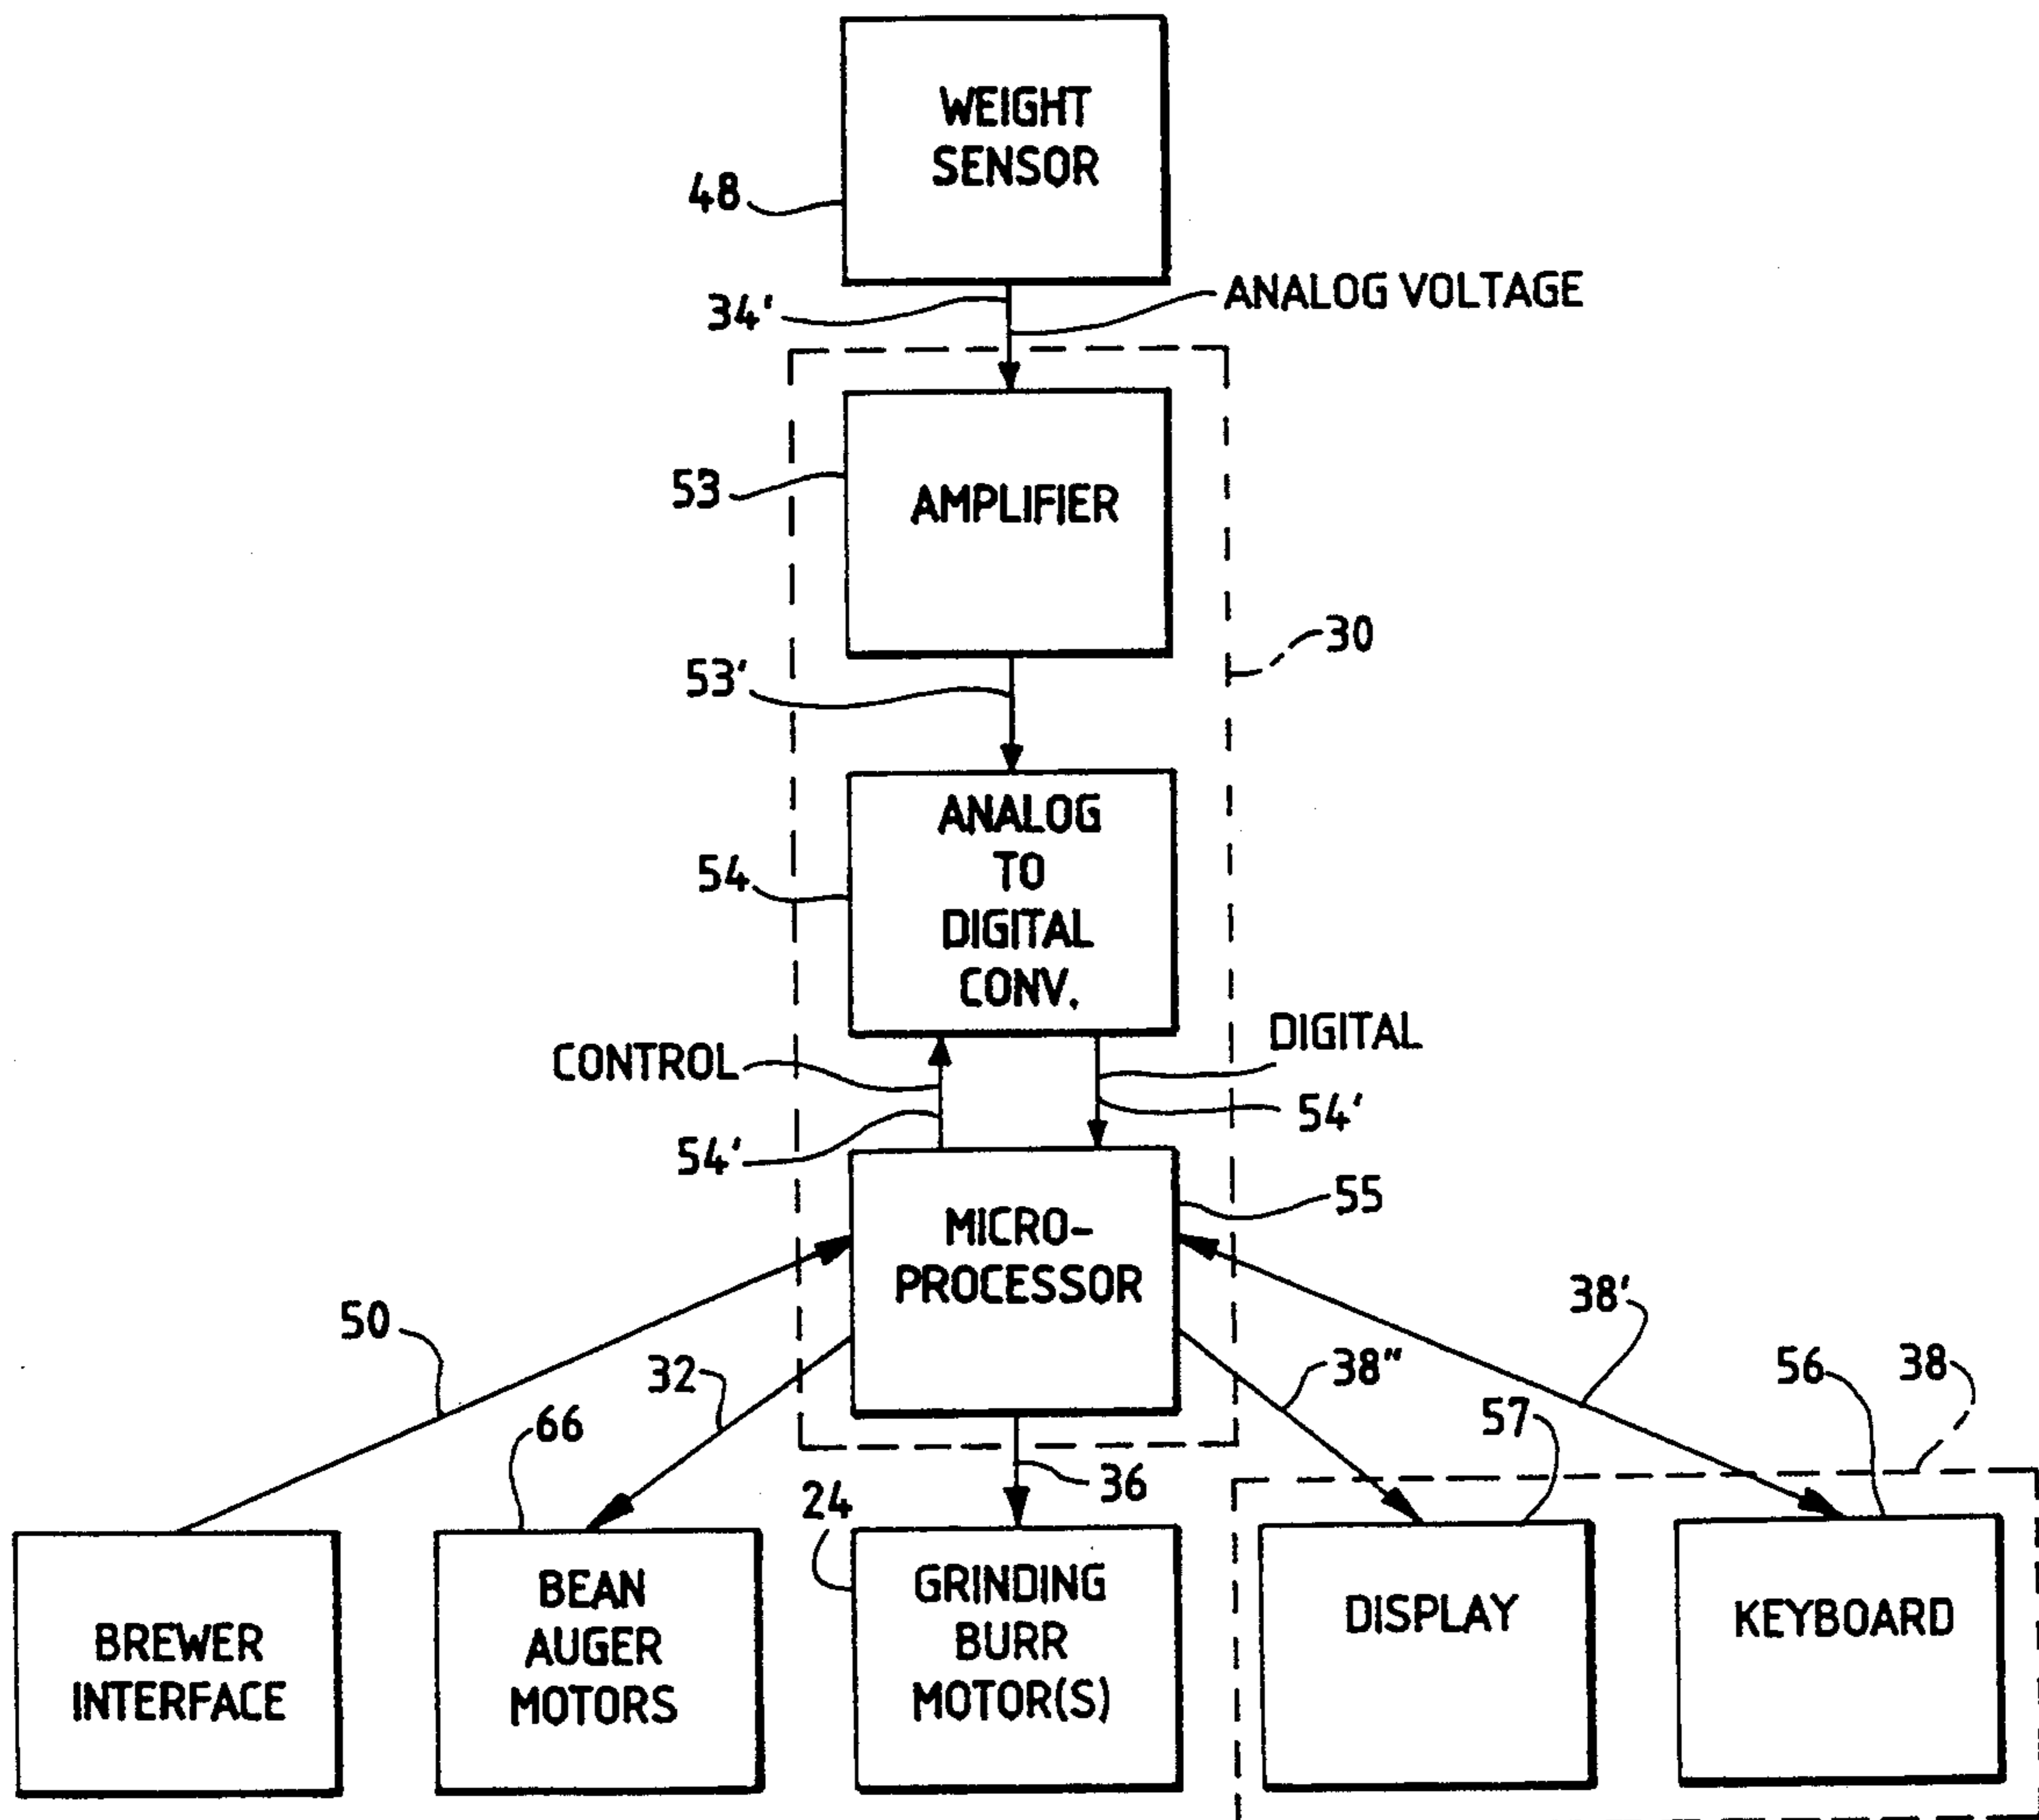 WEIGHT
SENSOR
48
34'
ANALOG VOLTAGE
53
AMPLIFIER
30
53'
54
ANALOG
TO
DIGITAL
CONV.
CONTROL
DIGITAL
54'
54'
55
MICRO-
PROCESSOR
50
32
38"
38'
66
36
24
57
56
38
BREWER
INTERFACE
BEAN
AUGER
MOTORS
GRINDING
BURR
MOTOR(S)
DISPLAY
KEYBOARD